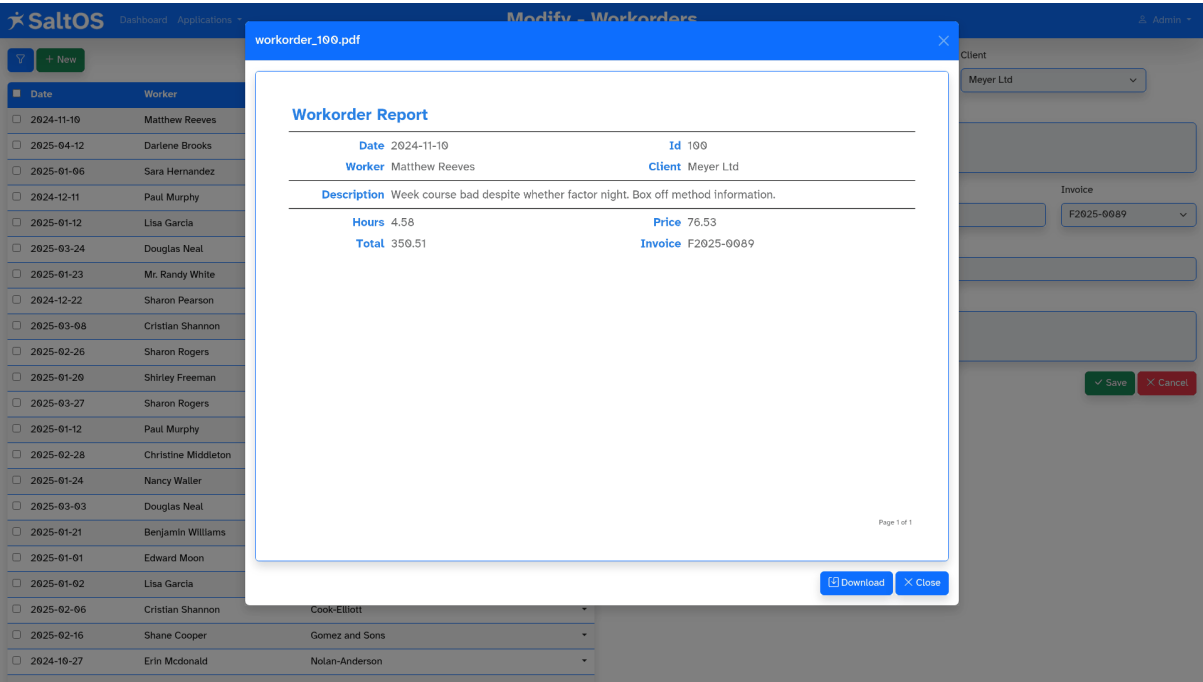 SaltOS Dashboard Applications Modify - Workorders Admin
workorder_100.pdf
Client
New
Meyer Ltd
Date Worker
2024-11-10 Matthew Reeves
2025-04-12 Darlene Brooks
2025-01-06 Sara Hernandez
2024-12-11 Paul Murphy
2025-01-12 Lisa Garcia
2025-03-24 Douglas Neal
2025-01-23 Mr. Randy White
2024-12-22 Sharon Pearson
2025-03-08 Cristian Shannon
2025-02-26 Sharon Rogers
2025-01-20 Shirley Freeman
2025-03-27 Sharon Rogers
2025-01-12 Paul Murphy
2025-02-28 Christine Middleton
2025-01-24 Nancy Waller
2025-03-03 Douglas Neal
2025-01-21 Benjamin Williams
2025-01-01 Edward Moon
2025-01-02 Lisa Garcia
2025-02-06 Cristian Shannon Cook-Elliott
2025-02-16 Shane Cooper Gomez and Sons
2024-10-27 Erin Mcdonald Nolan-Anderson
Workorder Report
Date 2024-11-10 Id 100
Worker Matthew Reeves Client Meyer Ltd
Description Week course bad despite whether factor night. Box off method information.
Hours 4.58 Price 76.53
Total 350.51 Invoice F2025-0089
Page 1 of 1
Download Close
Invoice
F2025-0089
Save Cancel